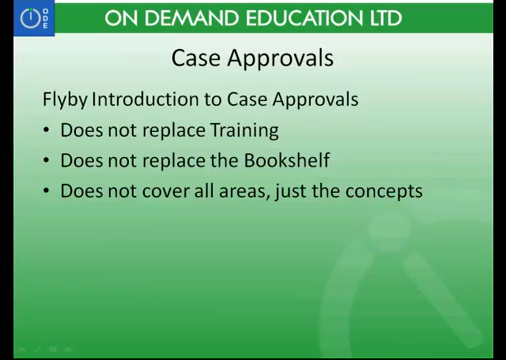 ODE
ON DEMAND EDUCATION LTD
Case Approvals
Flyby Introduction to Case Approvals
• Does not replace Training
• Does not replace the Bookshelf
• Does not cover all areas, just the concepts